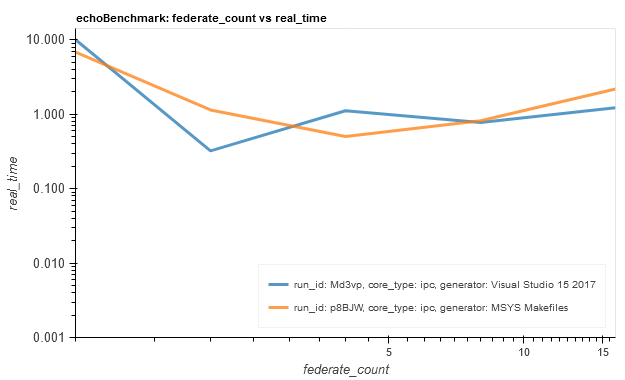 echoBenchmark: federate_count vs real_time
10.000
1.000
0.100
0.010
0.001
real_time
run_id: Md3vp, core_type: ipc, generator: Visual Studio 15 2017
run_id: p8BJW, core_type: ipc, generator: MSYS Makefiles
5
10
15
federate_count